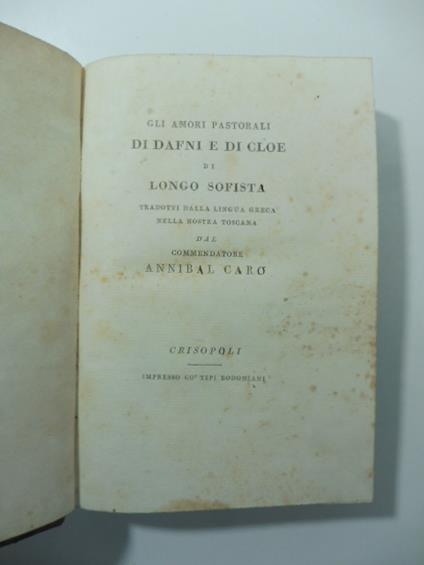 GLI AMORI PASTORALI
DI DAFNI E DI CLOE
DI
LONGO SOFISTA
TRADOTTI DALLA LINGUA GRECA
NELLA NOSTRA TOSCANA
DAL
COMMENDATORE
ANNIBAL CARO
CRISOPOLI
IMPRESSO CO' TIPI BODONIANI